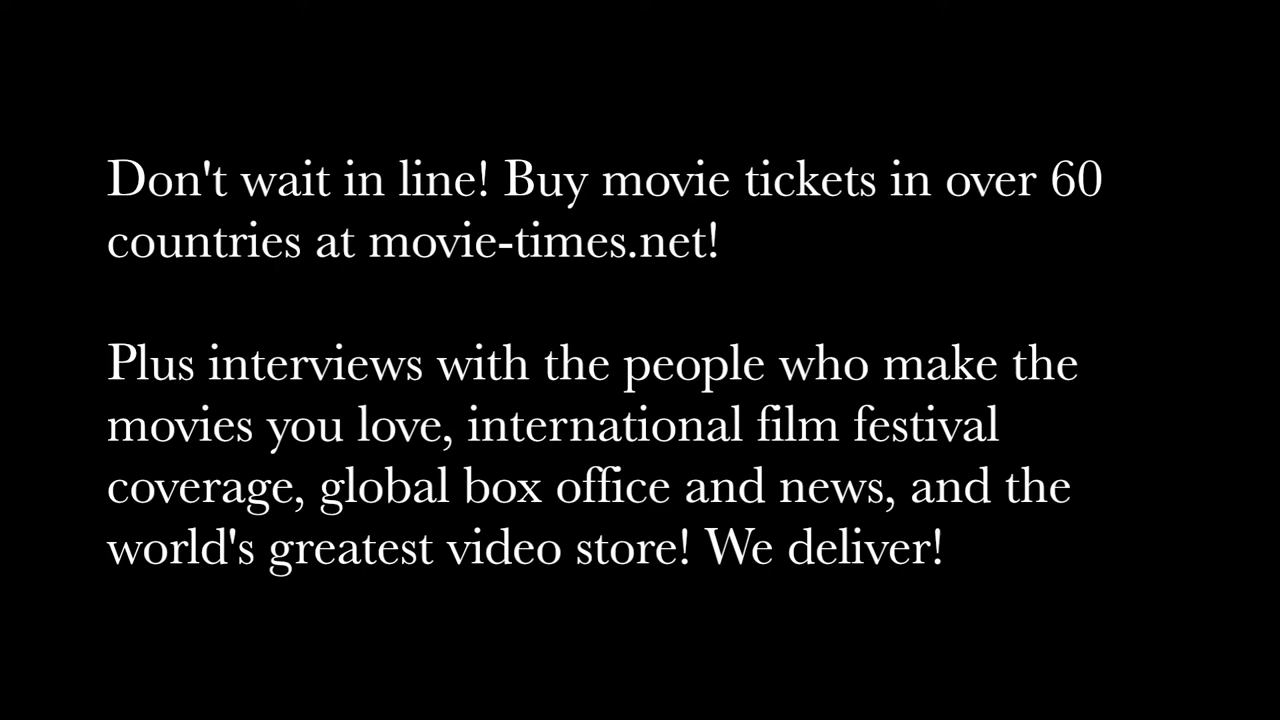 Don't wait in line! Buy movie tickets in over 60
countries at movie-times.net!
Plus interviews with the people who make the
movies you love, international film festival
coverage, global box office and news, and the
world's greatest video store! We deliver!